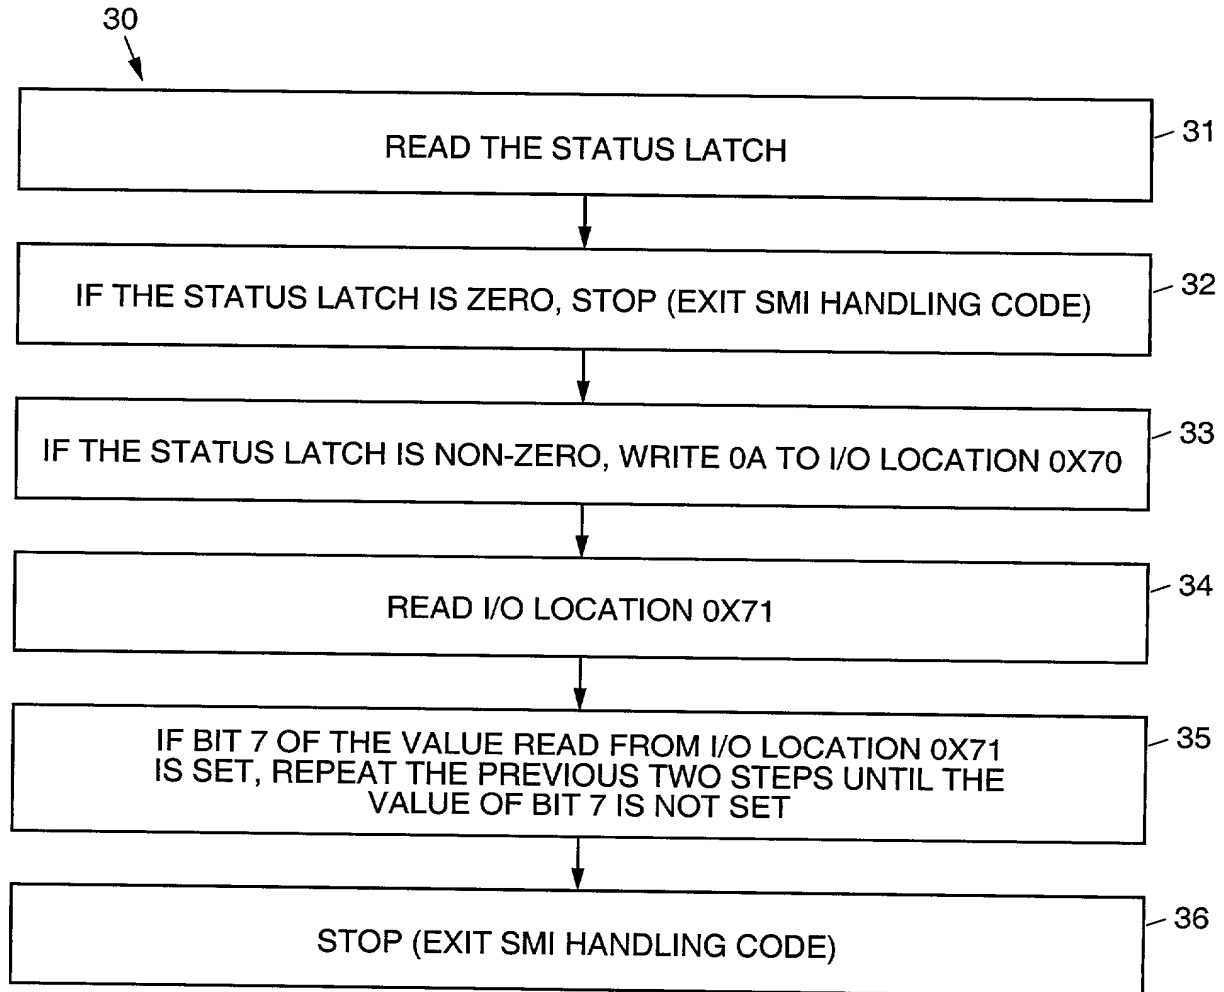 30
READ THE STATUS LATCH
31
IF THE STATUS LATCH IS ZERO, STOP (EXIT SMI HANDLING CODE)
32
IF THE STATUS LATCH IS NON-ZERO, WRITE 0A TO I/O LOCATION 0X70
33
READ I/O LOCATION 0X71
34
IF BIT 7 OF THE VALUE READ FROM I/O LOCATION 0X71
IS SET, REPEAT THE PREVIOUS TWO STEPS UNTIL THE
VALUE OF BIT 7 IS NOT SET
35
STOP (EXIT SMI HANDLING CODE)
36